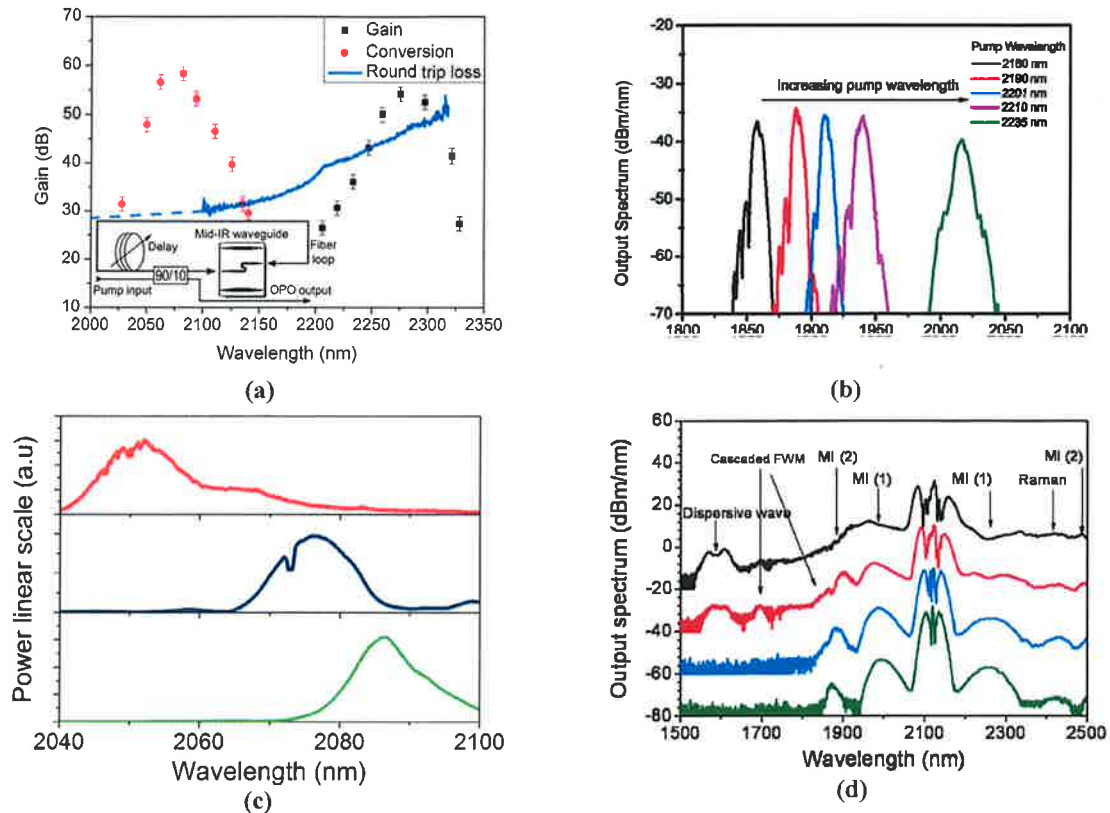 70
60
50
40
30
20
10
Gain (dB)
Gain
Conversion
Round trip loss
Mid-IR waveguide
Delay
Fiber
loop
90/10
Pump input
OPO output
2000 2050 2100 2150 2200 2250 2300 2350
Wavelength (nm)
(a)
-20
-30
-40
-50
-60
-70
Output Spectrum (dBm/nm)
Pump Wavelength
2180 nm
2190 nm
2201 nm
2210 nm
2235 nm
Increasing pump wavelength
1800 1850 1900 1950 2000 2050 2100
(b)
Power linear scale (a.u)
2040 2060 2080 2100
Wavelength (nm)
(c)
60
40
20
0
-20
-40
-60
-80
Output spectrum (dBm/nm)
Cascaded FWM
MI (2)
MI (1)
MI (1)
Raman
MI (2)
Dispersive wave
1500 1700 1900 2100 2300 2500
Wavelength (nm)
(d)